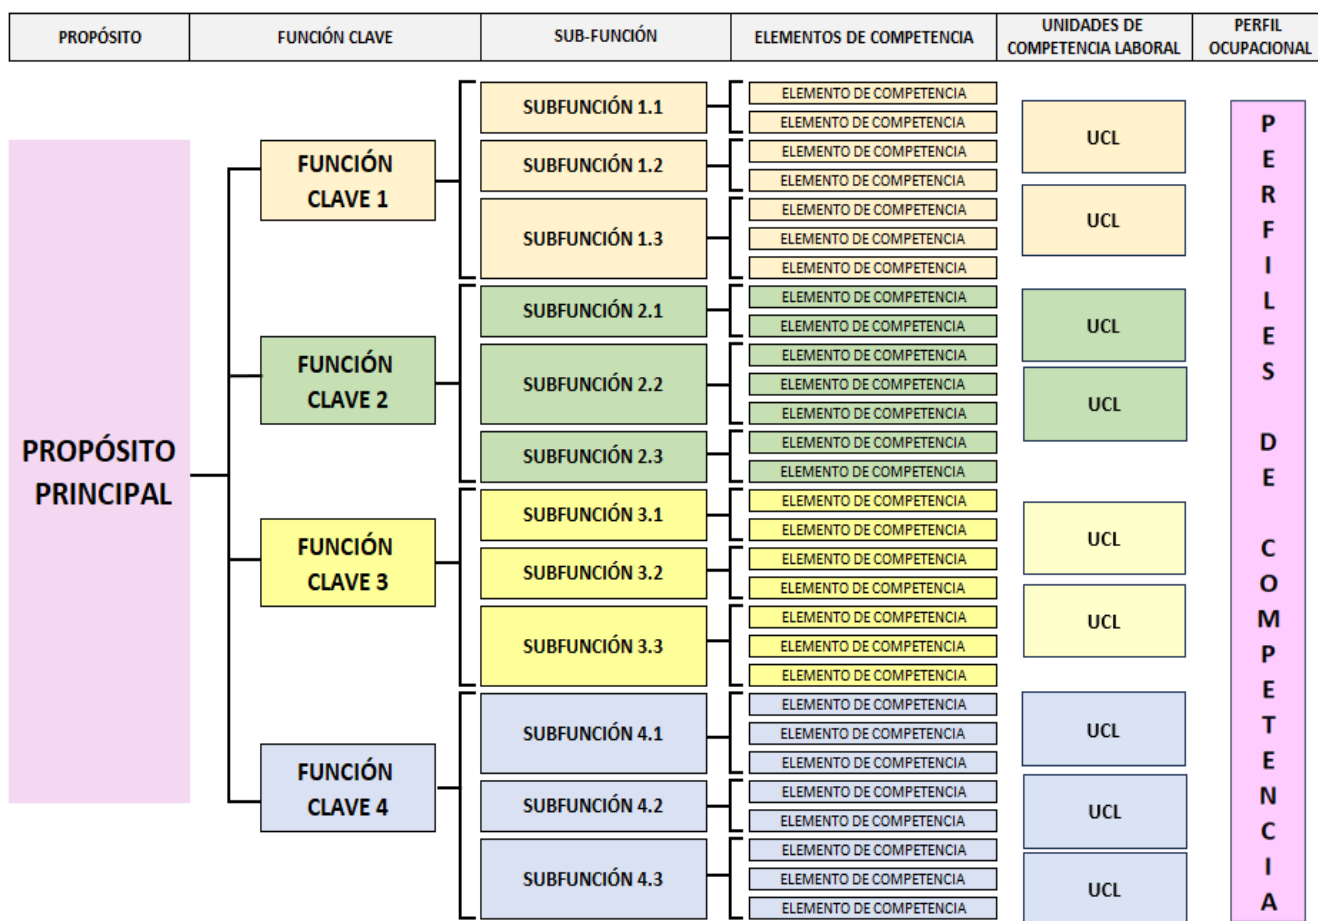 PROPÓSITO
FUNCIÓN CLAVE
SUB-FUNCIÓN
ELEMENTOS DE COMPETENCIA
UNIDADES DE
COMPETENCIA LABORAL
PERFIL
OCUPACIONAL
PROPÓSITO
PRINCIPAL
FUNCIÓN
CLAVE 1
SUBFUNCIÓN 1.1
ELEMENTO DE COMPETENCIA
ELEMENTO DE COMPETENCIA
SUBFUNCIÓN 1.2
ELEMENTO DE COMPETENCIA
ELEMENTO DE COMPETENCIA
SUBFUNCIÓN 1.3
ELEMENTO DE COMPETENCIA
ELEMENTO DE COMPETENCIA
ELEMENTO DE COMPETENCIA
UCL
UCL
FUNCIÓN
CLAVE 2
SUBFUNCIÓN 2.1
ELEMENTO DE COMPETENCIA
ELEMENTO DE COMPETENCIA
SUBFUNCIÓN 2.2
ELEMENTO DE COMPETENCIA
ELEMENTO DE COMPETENCIA
ELEMENTO DE COMPETENCIA
SUBFUNCIÓN 2.3
ELEMENTO DE COMPETENCIA
ELEMENTO DE COMPETENCIA
UCL
UCL
FUNCIÓN
CLAVE 3
SUBFUNCIÓN 3.1
ELEMENTO DE COMPETENCIA
ELEMENTO DE COMPETENCIA
SUBFUNCIÓN 3.2
ELEMENTO DE COMPETENCIA
ELEMENTO DE COMPETENCIA
SUBFUNCIÓN 3.3
ELEMENTO DE COMPETENCIA
ELEMENTO DE COMPETENCIA
ELEMENTO DE COMPETENCIA
UCL
UCL
FUNCIÓN
CLAVE 4
SUBFUNCIÓN 4.1
ELEMENTO DE COMPETENCIA
ELEMENTO DE COMPETENCIA
ELEMENTO DE COMPETENCIA
SUBFUNCIÓN 4.2
ELEMENTO DE COMPETENCIA
ELEMENTO DE COMPETENCIA
SUBFUNCIÓN 4.3
ELEMENTO DE COMPETENCIA
ELEMENTO DE COMPETENCIA
ELEMENTO DE COMPETENCIA
UCL
UCL
UCL
PERFILES DE COMPETENCIA